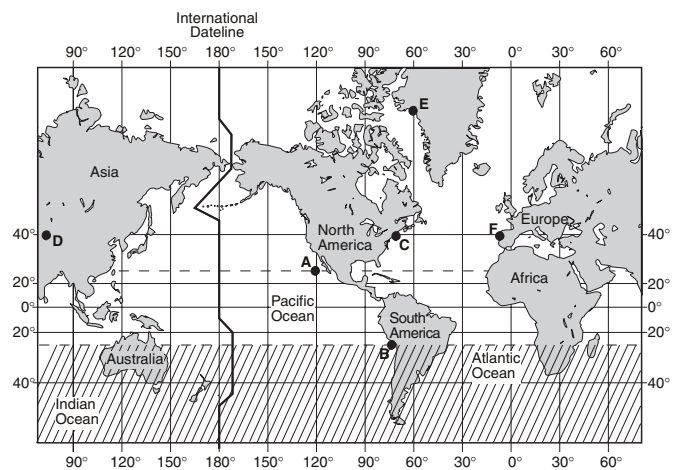 International
Dateline
90° 120° 150° 180° 150° 120° 90° 60° 30° 0° 30° 60°
E
Asia
40° D North America C F Europe 40°
A
Africa
20° 20°
Pacific
Ocean
0° 0°
South
America
20° 20°
B
Australia
Atlantic
Ocean
40° 40°
Indian
Ocean
90° 120° 150° 180° 150° 120° 90° 60° 30° 0° 30° 60°